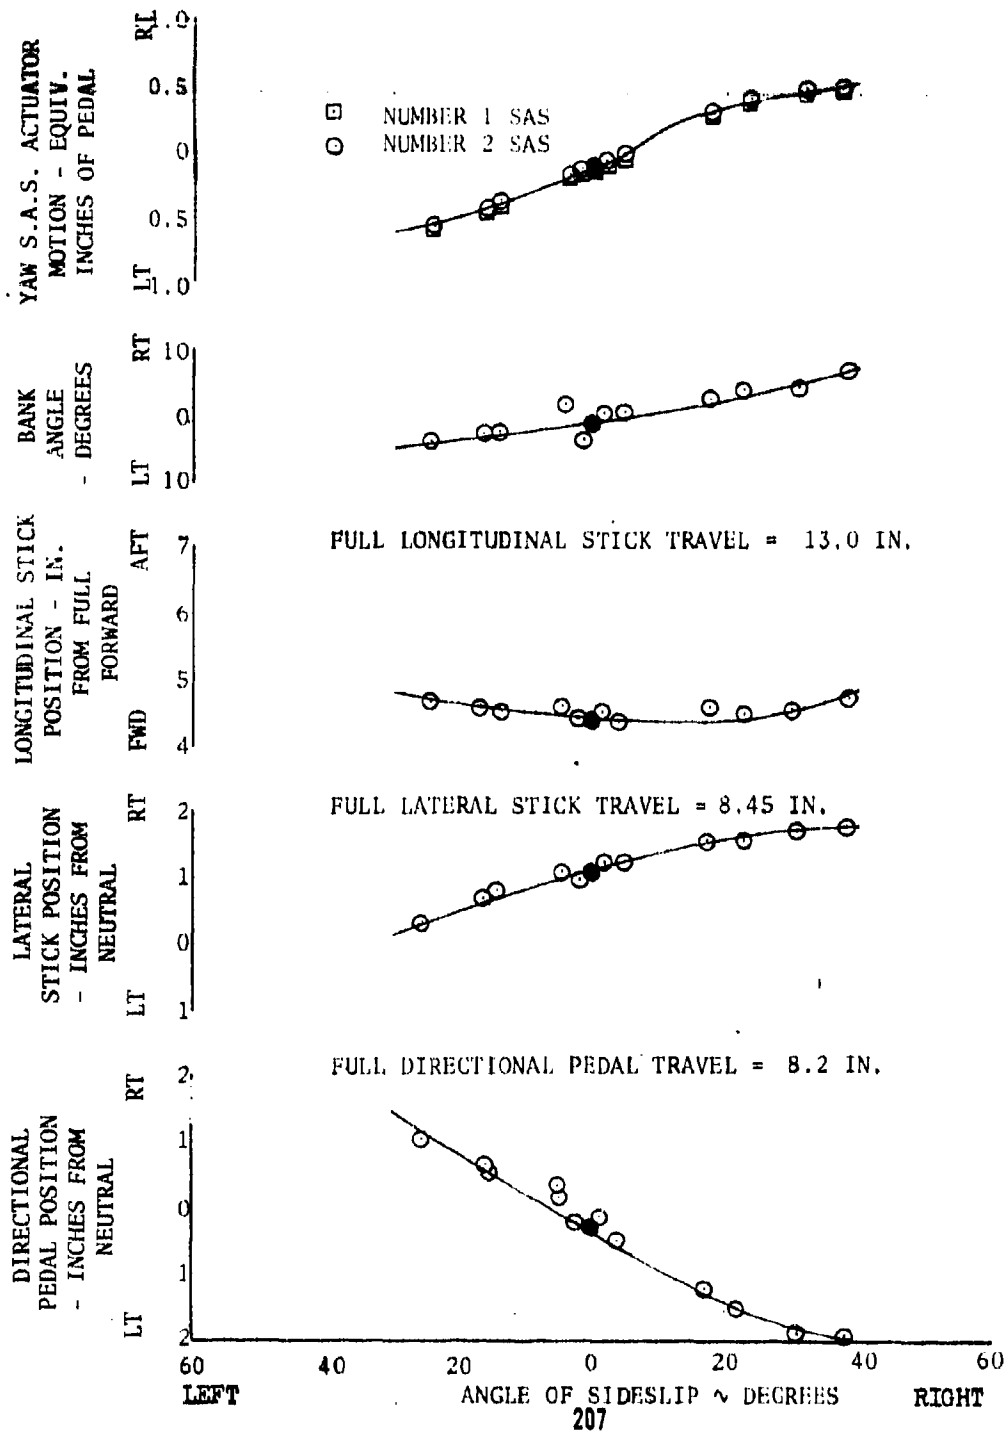 YAW S.A.S. ACTUATOR
MOTION - EQUIV.
INCHES OF PEDAL
RT
1.0
0.5
0
0.5
1.0
LT
NUMBER 1 SAS
NUMBER 2 SAS
BANK
ANGLE
- DEGREES
RT
10
0
10
LT
LONGITUDINAL STICK
POSITION - IN.
FROM FULL
FORWARD
AFT
7
6
5
4
FWD
FULL LONGITUDINAL STICK TRAVEL = 13.0 IN.
LATERAL
STICK POSITION
- INCHES FROM
NEUTRAL
RT
2
1
0
1
LT
FULL LATERAL STICK TRAVEL = 8.45 IN.
DIRECTIONAL
PEDAL POSITION
- INCHES FROM
NEUTRAL
RT
2
1
0
1
2
LT
FULL DIRECTIONAL PEDAL TRAVEL = 8.2 IN.
60 40 20 0 20 40 60
LEFT ANGLE OF SIDESLIP ~ DEGREES RIGHT
207